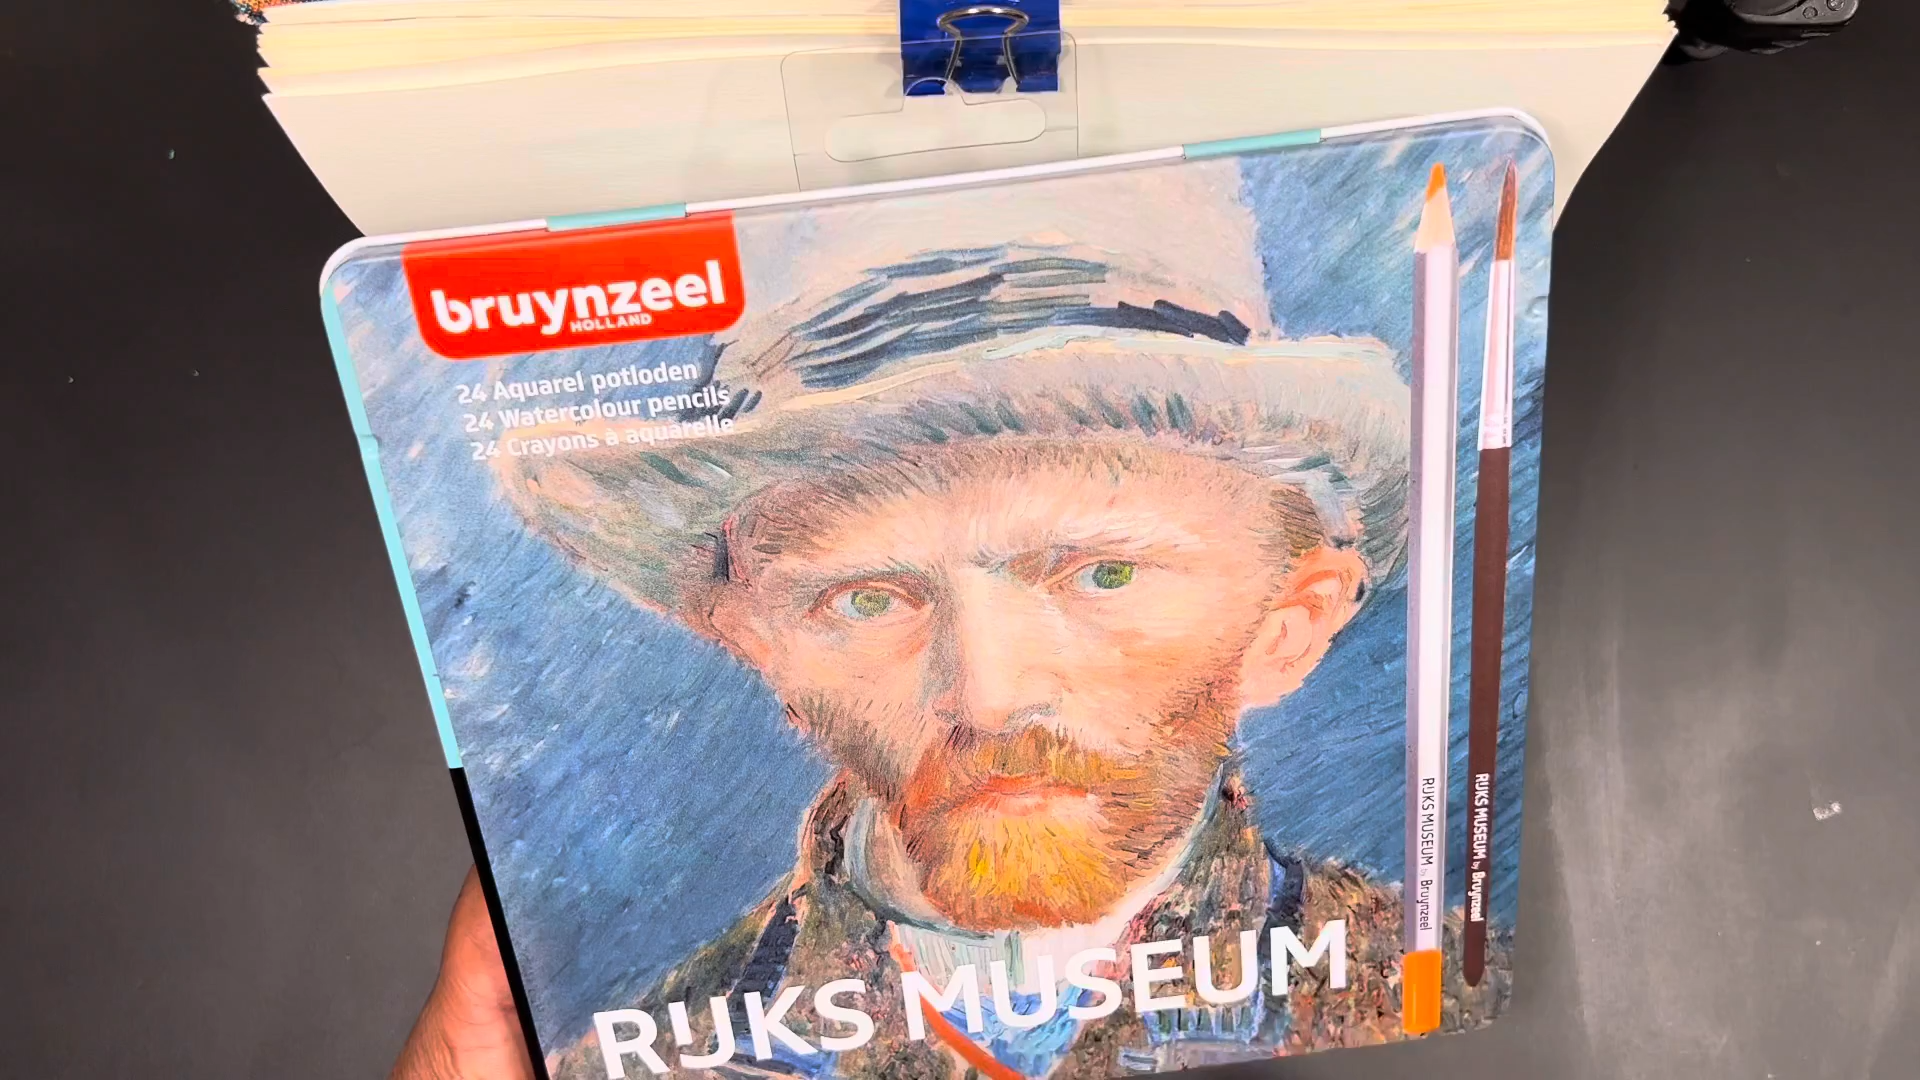 bruynzeel
HOLLAND
24 Aquarel potloden
24 Watercolour pencils
24 Crayons à aquarelle
RIJKS MUSEUM by Bruynzeel
RIJKS MUSEUM by Bruynzeel
RIJKS MUSEUM